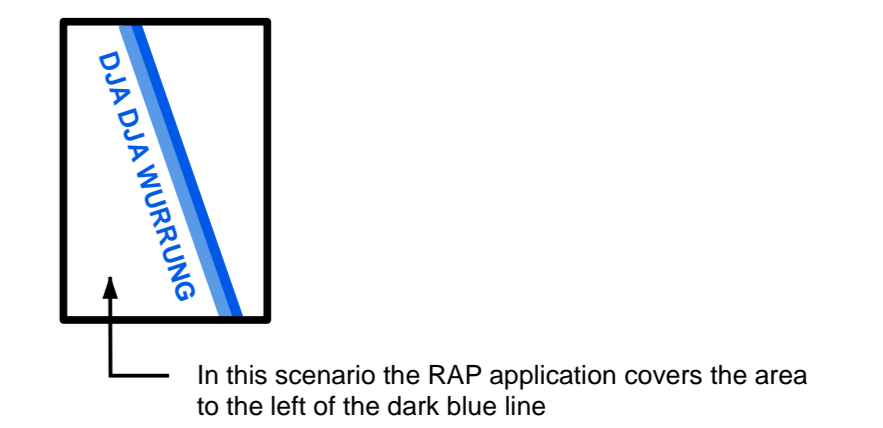 DJA DJA WURRUNG
In this scenario the RAP application covers the area
to the left of the dark blue line